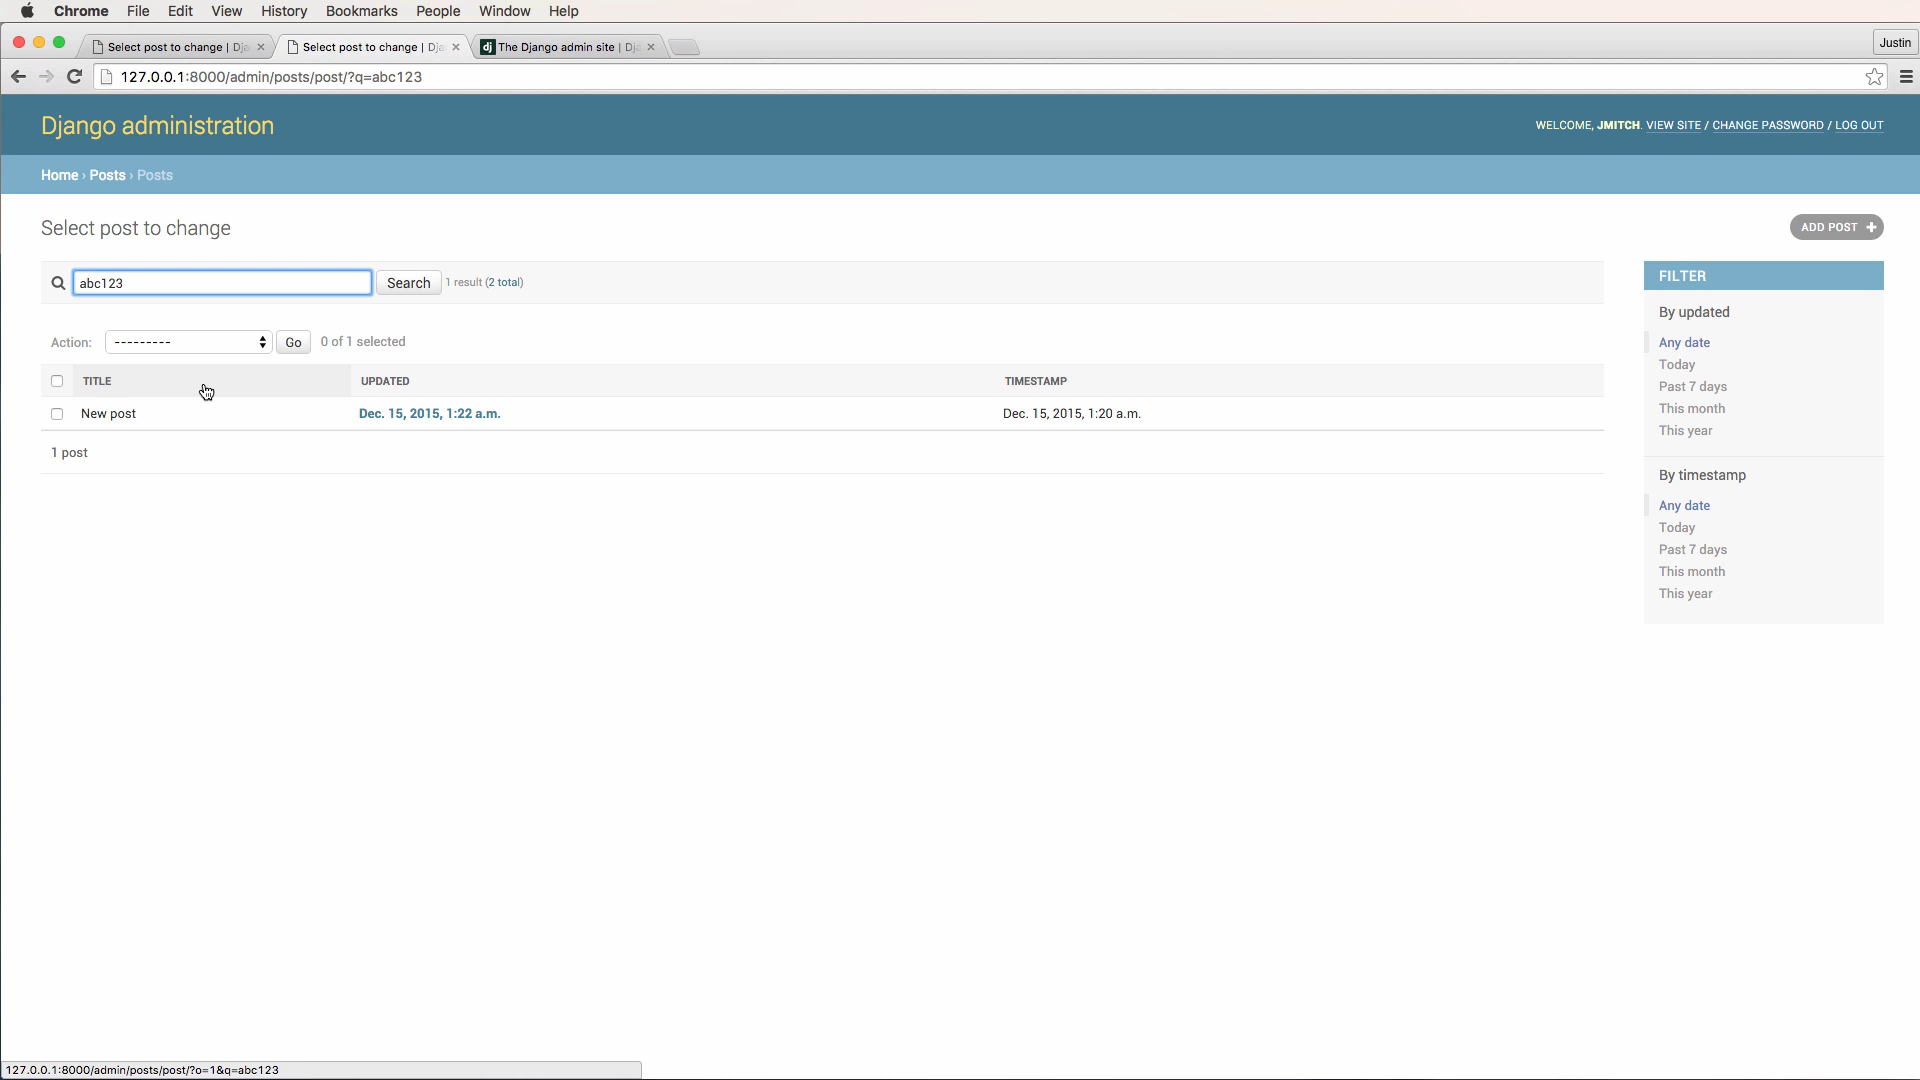 Chrome File Edit View History Bookmarks People Window Help
Select post to change | Dja Select post to change | Dja dj The Django admin site | Dja Justin
127.0.0.1:8000/admin/posts/post/?q=abc123
Django administration
WELCOME, JMITCH. VIEW SITE / CHANGE PASSWORD / LOG OUT
Home › Posts › Posts
Select post to change
ADD POST +
abc123 Search 1 result (2 total)
Action: --------- Go 0 of 1 selected
TITLE UPDATED TIMESTAMP
New post Dec. 15, 2015, 1:22 a.m. Dec. 15, 2015, 1:20 a.m.
1 post
FILTER
By updated
Any date
Today
Past 7 days
This month
This year
By timestamp
Any date
Today
Past 7 days
This month
This year
127.0.0.1:8000/admin/posts/post/?o=1&q=abc123